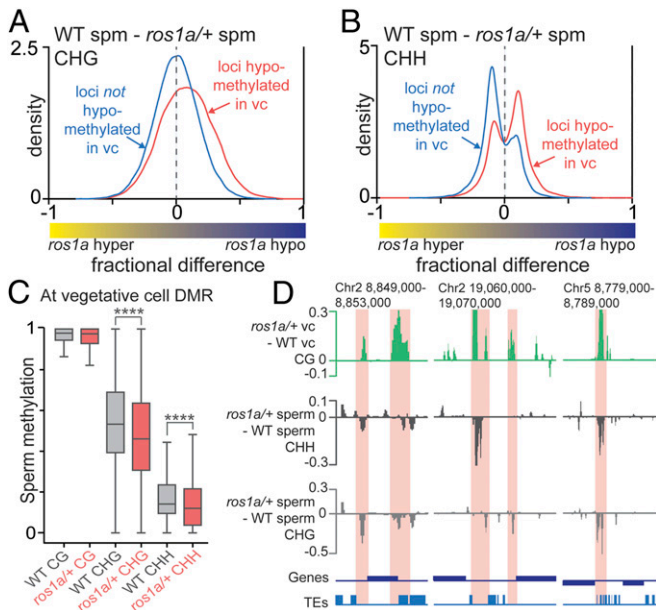 A
WT spm - ros1a/+ spm
CHG
2.5
density
0
loci not
hypo-
methylated
in vc
loci hypo-
methylated
in vc
-1
0
1
ros1a hyper
ros1a hypo
fractional difference
B
WT spm - ros1a/+ spm
CHH
5
density
0
loci not
hypo-
methylated
in vc
loci hypo-
methylated
in vc
-1
0
1
ros1a hyper
ros1a hypo
fractional difference
C
At vegetative cell DMR
Sperm methylation
1
0
****
****
WT CG
ros1a/+ CG
WT CHG
ros1a/+ CHG
WT CHH
ros1a/+ CHH
D
Chr2 8,849,000-
8,853,000
Chr2 19,060,000-
19,070,000
Chr5 8,779,000-
8,789,000
ros1a/+ vc
- WT vc
CG
0.3
0
-0.1
ros1a/+ sperm
- WT sperm
CHH
0.1
-0.3
ros1a/+ sperm
- WT sperm
CHG
0.3
0
-0.5
Genes
TEs